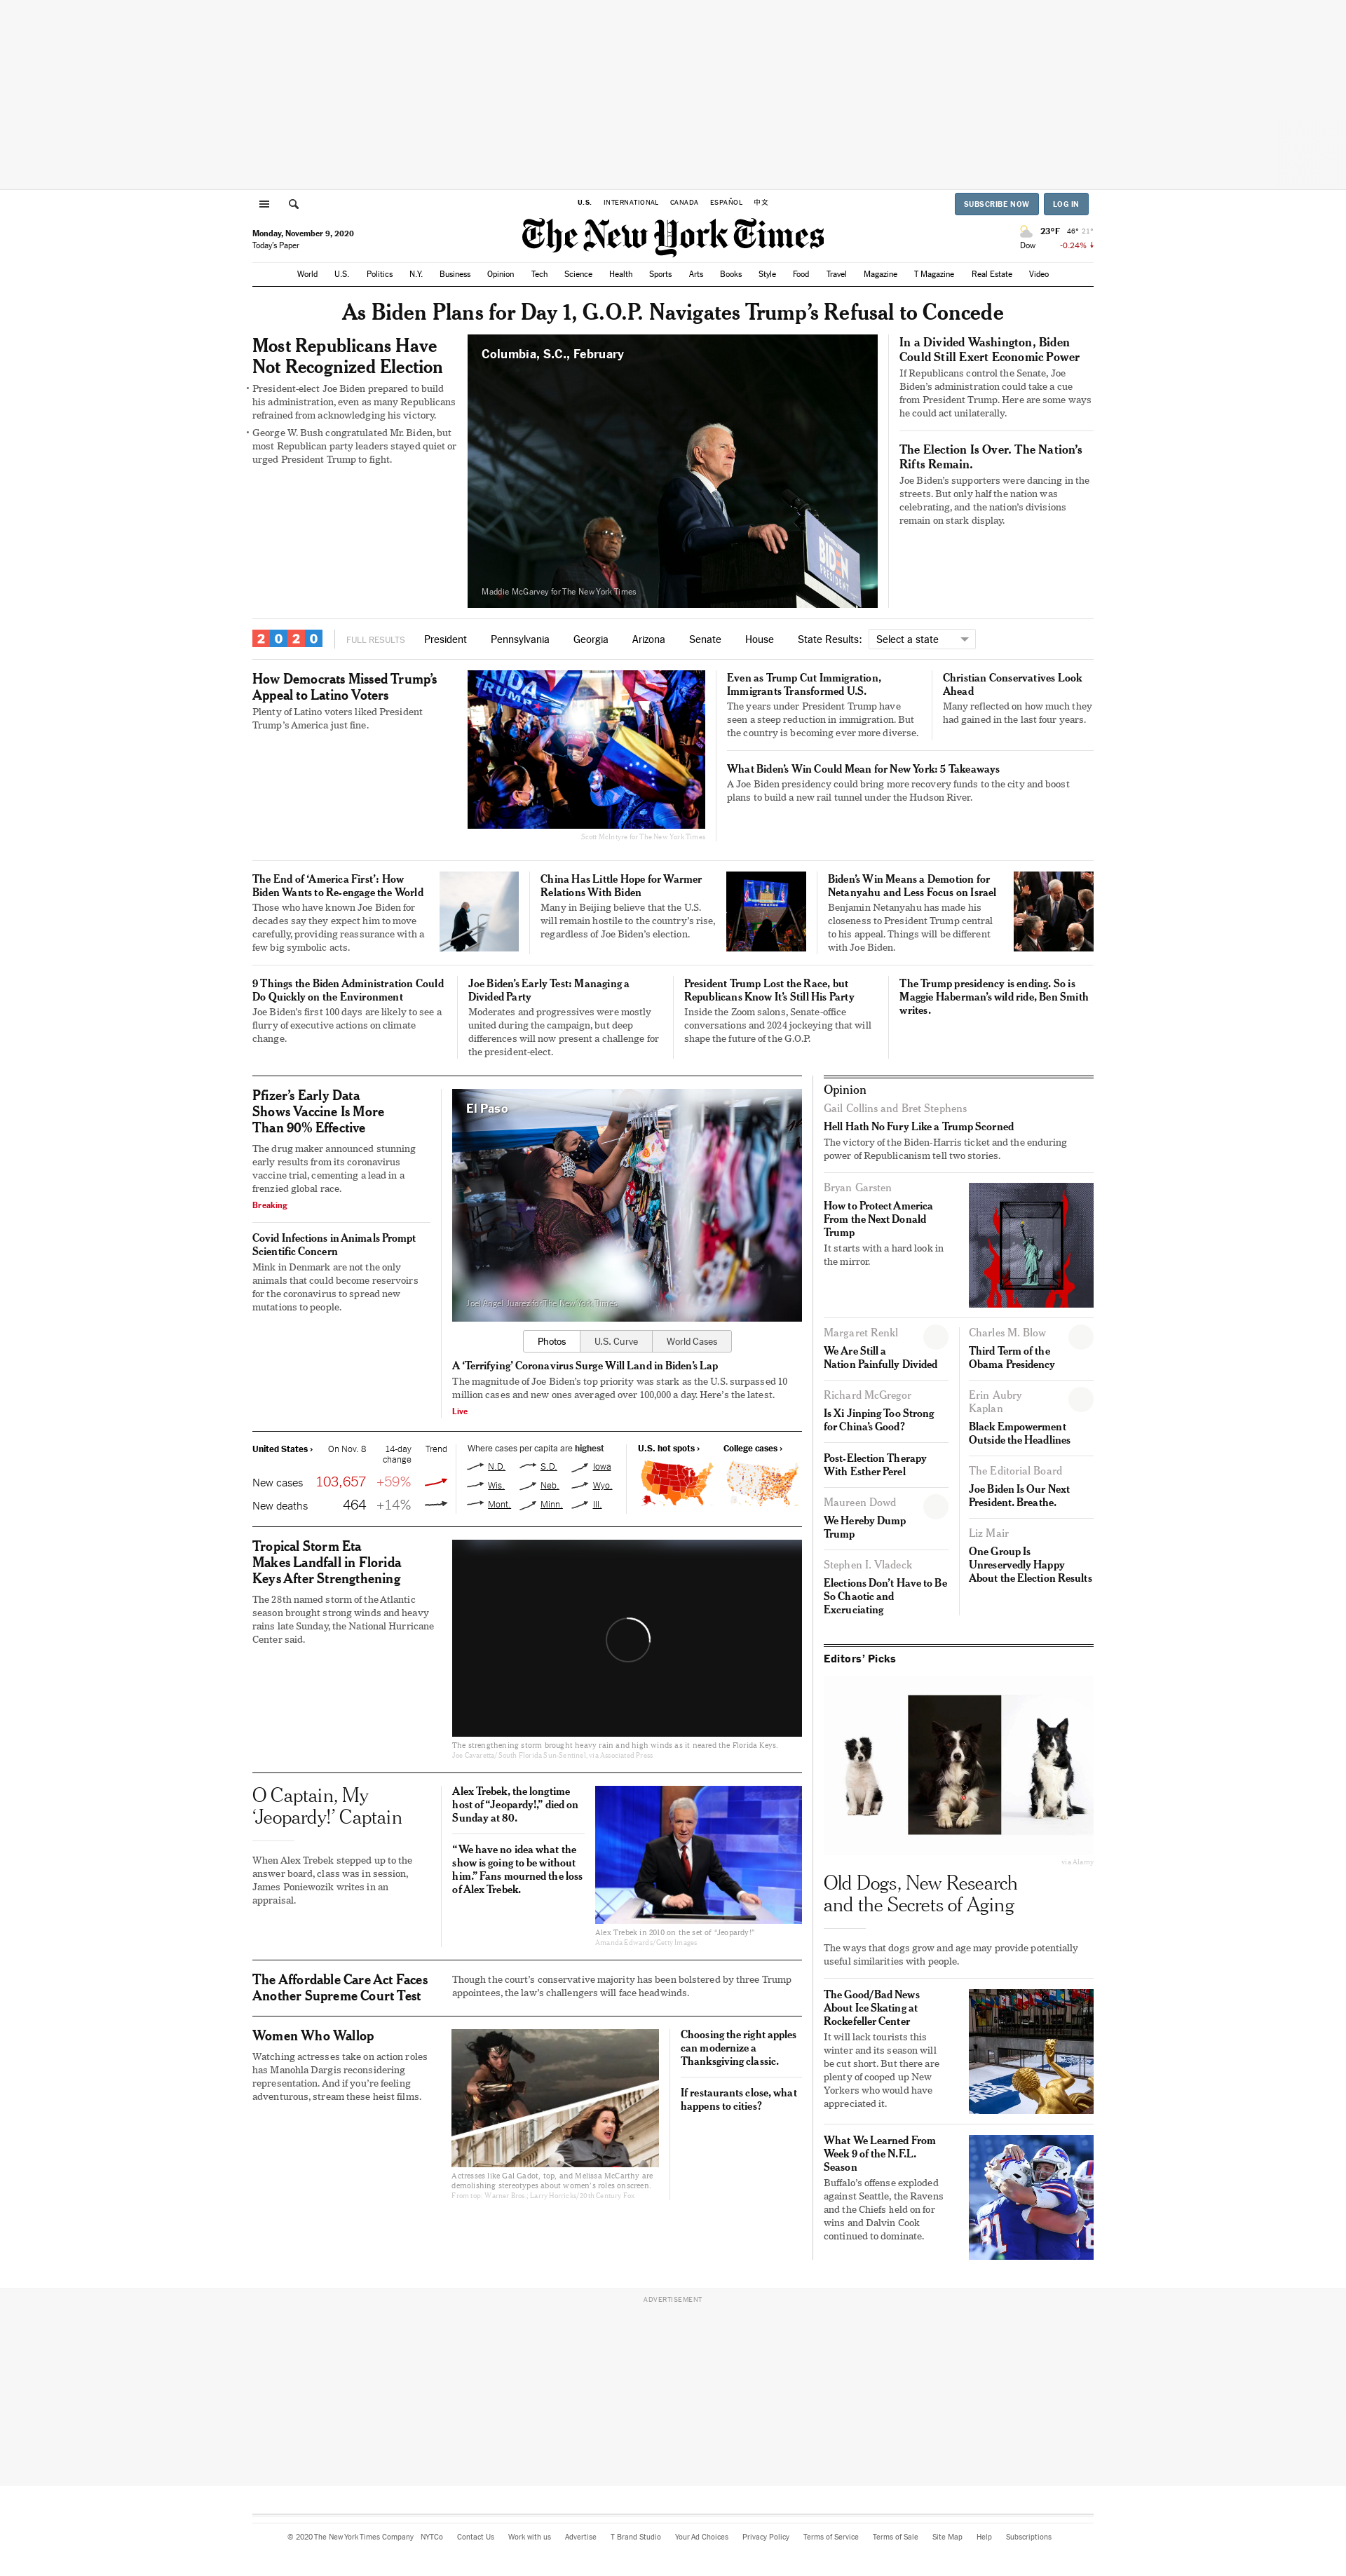 U.S. INTERNATIONAL CANADA ESPAÑOL 中文
SUBSCRIBE NOW LOG IN
Monday, November 9, 2020
Today's Paper
The New York Times
23°F 46° 21°
Dow -0.24%
World U.S. Politics N.Y. Business Opinion Tech Science Health Sports Arts Books Style Food Travel Magazine T Magazine Real Estate Video
As Biden Plans for Day 1, G.O.P. Navigates Trump's Refusal to Concede
Most Republicans Have
Not Recognized Election
• President-elect Joe Biden prepared to build
his administration, even as many Republicans
refrained from acknowledging his victory.
• George W. Bush congratulated Mr. Biden, but
most Republican party leaders stayed quiet or
urged President Trump to fight.
Columbia, S.C., February
BIDEN
PRESIDENT
Maddie McGarvey for The New York Times
In a Divided Washington, Biden
Could Still Exert Economic Power
If Republicans control the Senate, Joe
Biden's administration could take a cue
from President Trump. Here are some ways
he could act unilaterally.
The Election Is Over. The Nation's
Rifts Remain.
Joe Biden's supporters were dancing in the
streets. But only half the nation was
celebrating, and the nation's divisions
remain on stark display.
2020 FULL RESULTS President Pennsylvania Georgia Arizona Senate House State Results: Select a state
How Democrats Missed Trump's
Appeal to Latino Voters
Plenty of Latino voters liked President
Trump's America just fine.
TRUMP
Scott McIntyre for The New York Times
Even as Trump Cut Immigration,
Immigrants Transformed U.S.
The years under President Trump have
seen a steep reduction in immigration. But
the country is becoming ever more diverse.
Christian Conservatives Look
Ahead
Many reflected on how much they
had gained in the last four years.
What Biden's Win Could Mean for New York: 5 Takeaways
A Joe Biden presidency could bring more recovery funds to the city and boost
plans to build a new rail tunnel under the Hudson River.
The End of 'America First': How
Biden Wants to Re-engage the World
Those who have known Joe Biden for
decades say they expect him to move
carefully, providing reassurance with a
few big symbolic acts.
China Has Little Hope for Warmer
Relations With Biden
Many in Beijing believe that the U.S.
will remain hostile to the country's rise,
regardless of Joe Biden's election.
Biden's Win Means a Demotion for
Netanyahu and Less Focus on Israel
Benjamin Netanyahu has made his
closeness to President Trump central
to his appeal. Things will be different
with Joe Biden.
9 Things the Biden Administration Could
Do Quickly on the Environment
Joe Biden's first 100 days are likely to see a
flurry of executive actions on climate
change.
Joe Biden's Early Test: Managing a
Divided Party
Moderates and progressives were mostly
united during the campaign, but deep
differences will now present a challenge for
the president-elect.
President Trump Lost the Race, but
Republicans Know It's Still His Party
Inside the Zoom salons, Senate-office
conversations and 2024 jockeying that will
shape the future of the G.O.P.
The Trump presidency is ending. So is
Maggie Haberman's wild ride, Ben Smith
writes.
Pfizer's Early Data
Shows Vaccine Is More
Than 90% Effective
The drug maker announced stunning
early results from its coronavirus
vaccine trial, cementing a lead in a
frenzied global race.
Breaking
Covid Infections in Animals Prompt
Scientific Concern
Mink in Denmark are not the only
animals that could become reservoirs
for the coronavirus to spread new
mutations to people.
El Paso
Joel Angel Juarez for The New York Times
Photos U.S. Curve World Cases
A 'Terrifying' Coronavirus Surge Will Land in Biden's Lap
The magnitude of Joe Biden's top priority was stark as the U.S. surpassed 10
million cases and new ones averaged over 100,000 a day. Here's the latest.
Live
United States › On Nov. 8 14-day change Trend
New cases 103,657 +59%
New deaths 464 +14%
Where cases per capita are highest
N.D. S.D. Iowa
Wis. Neb. Wyo.
Mont. Minn. Ill.
U.S. hot spots › College cases ›
Tropical Storm Eta
Makes Landfall in Florida
Keys After Strengthening
The 28th named storm of the Atlantic
season brought strong winds and heavy
rains late Sunday, the National Hurricane
Center said.
The strengthening storm brought heavy rain and high winds as it neared the Florida Keys.
Joe Cavaretta/South Florida Sun-Sentinel, via Associated Press
O Captain, My
'Jeopardy!' Captain
When Alex Trebek stepped up to the
answer board, class was in session,
James Poniewozik writes in an
appraisal.
Alex Trebek, the longtime
host of "Jeopardy!," died on
Sunday at 80.
"We have no idea what the
show is going to be without
him." Fans mourned the loss
of Alex Trebek.
Alex Trebek in 2010 on the set of "Jeopardy!"
Amanda Edwards/Getty Images
The Affordable Care Act Faces
Another Supreme Court Test
Though the court's conservative majority has been bolstered by three Trump
appointees, the law's challengers will face headwinds.
Women Who Wallop
Watching actresses take on action roles
has Manohla Dargis reconsidering
representation. And if you're feeling
adventurous, stream these heist films.
Actresses like Gal Gadot, top, and Melissa McCarthy are
demolishing stereotypes about women's roles onscreen.
From top: Warner Bros.; Larry Horricks/20th Century Fox
Choosing the right apples
can modernize a
Thanksgiving classic.
If restaurants close, what
happens to cities?
Opinion
Gail Collins and Bret Stephens
Hell Hath No Fury Like a Trump Scorned
The victory of the Biden-Harris ticket and the enduring
power of Republicanism tell two stories.
Bryan Garsten
How to Protect America
From the Next Donald
Trump
It starts with a hard look in
the mirror.
Margaret Renkl
We Are Still a
Nation Painfully Divided
Richard McGregor
Is Xi Jinping Too Strong
for China's Good?
Post-Election Therapy
With Esther Perel
Maureen Dowd
We Hereby Dump
Trump
Stephen I. Vladeck
Elections Don't Have to Be
So Chaotic and
Excruciating
Charles M. Blow
Third Term of the
Obama Presidency
Erin Aubry
Kaplan
Black Empowerment
Outside the Headlines
The Editorial Board
Joe Biden Is Our Next
President. Breathe.
Liz Mair
One Group Is
Unreservedly Happy
About the Election Results
Editors' Picks
via Alamy
Old Dogs, New Research
and the Secrets of Aging
The ways that dogs grow and age may provide potentially
useful similarities with people.
The Good/Bad News
About Ice Skating at
Rockefeller Center
It will lack tourists this
winter and its season will
be cut short. But there are
plenty of cooped up New
Yorkers who would have
appreciated it.
What We Learned From
Week 9 of the N.F.L.
Season
Buffalo's offense exploded
against Seattle, the Ravens
and the Chiefs held on for
wins and Dalvin Cook
continued to dominate.
ADVERTISEMENT
© 2020 The New York Times Company NYTCo Contact Us Work with us Advertise T Brand Studio Your Ad Choices Privacy Policy Terms of Service Terms of Sale Site Map Help Subscriptions